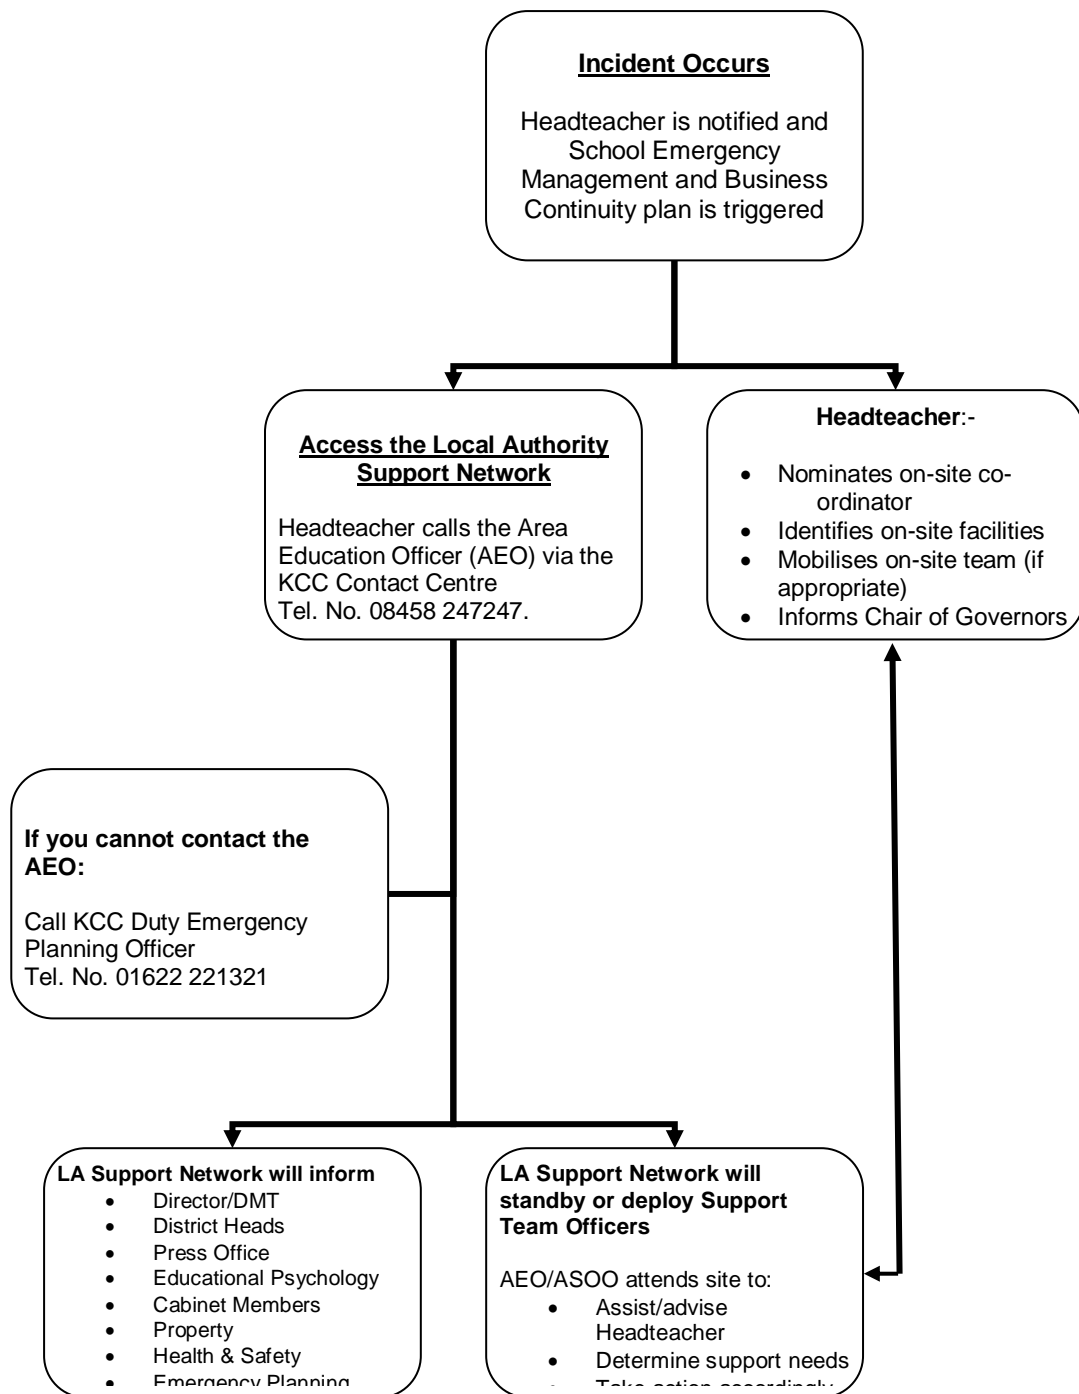 Incident Occurs
Headteacher is notified and
School Emergency
Management and Business
Continuity plan is triggered
Access the Local Authority
Support Network
Headteacher calls the Area
Education Officer (AEO) via the
KCC Contact Centre
Tel. No. 08458 247247.
Headteacher:-
• Nominates on-site co-
ordinator
• Identifies on-site facilities
• Mobilises on-site team (if
appropriate)
• Informs Chair of Governors
If you cannot contact the
AEO:
Call KCC Duty Emergency
Planning Officer
Tel. No. 01622 221321
LA Support Network will inform
• Director/DMT
• District Heads
• Press Office
• Educational Psychology
• Cabinet Members
• Property
• Health & Safety
• Emergency Planning
LA Support Network will
standby or deploy Support
Team Officers
AEO/ASOO attends site to:
• Assist/advise
Headteacher
• Determine support needs
• Take action accordingly